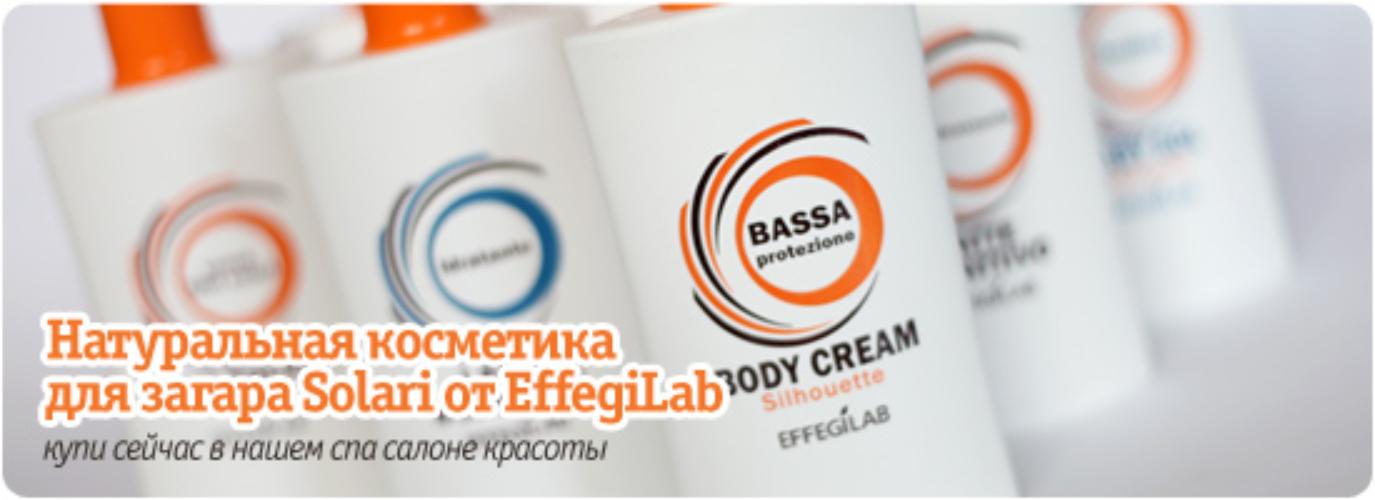 Idratante
BASSA
protezione
BODY CREAM
Silhouette
EFFEGILAB
Натуральная косметика
для загара Solari от EffegiLab
купи сейчас в нашем спа салоне красоты